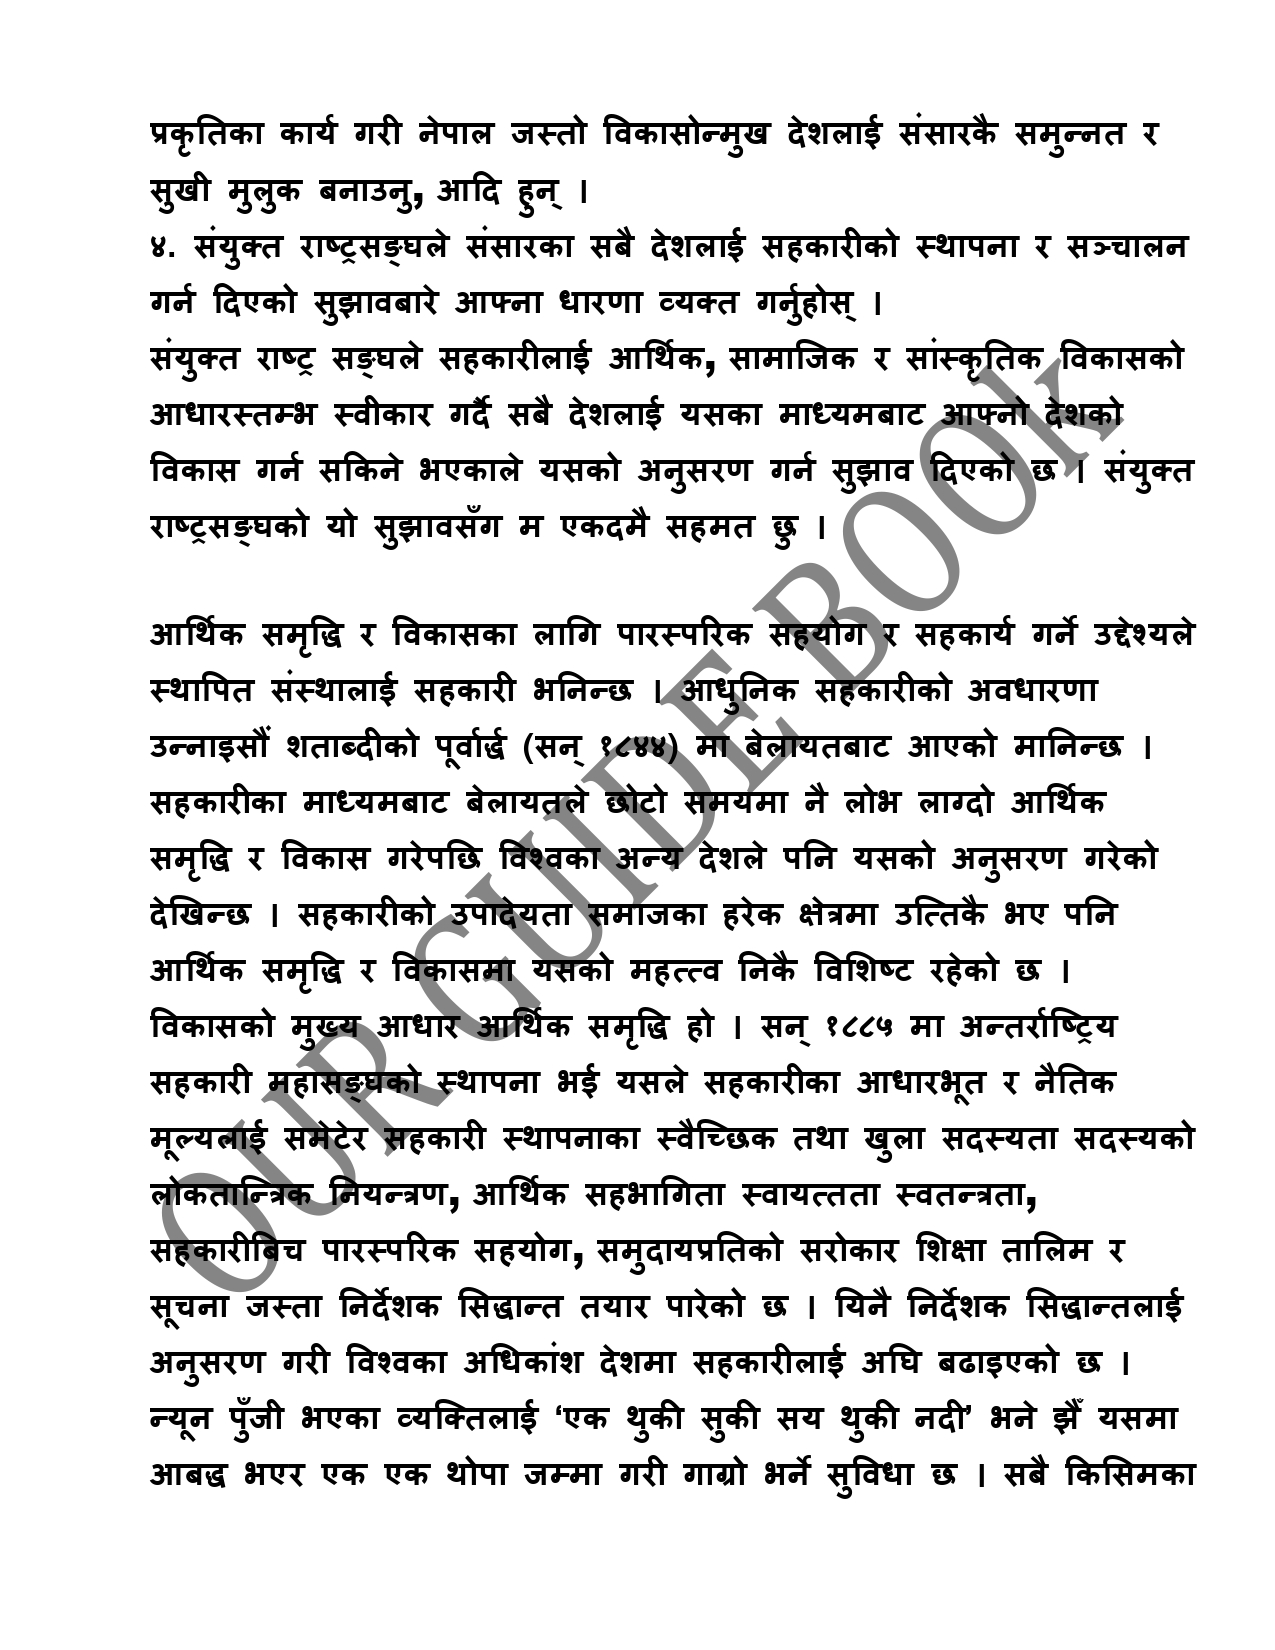 प्रकृतिका कार्य गरी नेपाल जस्तो विकासोन्मुख देशलाई संसारकै समुन्नत र
सुखी मुलुक बनाउनु, आदि हुन् ।
४. संयुक्त राष्ट्रसङ्घले संसारका सबै देशलाई सहकारीको स्थापना र सञ्चालन
गर्न दिएको सुझावबारे आफ्ना धारणा व्यक्त गर्नुहोस् ।
संयुक्त राष्ट्र सङ्घले सहकारीलाई आर्थिक, सामाजिक र सांस्कृतिक विकासको
आधारस्तम्भ स्वीकार गर्दै सबै देशलाई यसका माध्यमबाट आफ्नो देशको
विकास गर्न सकिने भएकाले यसको अनुसरण गर्न सुझाव दिएको छ । संयुक्त
राष्ट्रसङ्घको यो सुझावसँग म एकदमै सहमत छु ।
आर्थिक समृद्धि र विकासका लागि पारस्परिक सहयोग र सहकार्य गर्ने उद्देश्यले
स्थापित संस्थालाई सहकारी भनिन्छ । आधुनिक सहकारीको अवधारणा
उन्नाइसौं शताब्दीको पूर्वार्द्ध (सन् १८४४) मा बेलायतबाट आएको मानिन्छ ।
सहकारीका माध्यमबाट बेलायतले छोटो समयमा नै लोभ लाग्दो आर्थिक
समृद्धि र विकास गरेपछि विश्वका अन्य देशले पनि यसको अनुसरण गरेको
देखिन्छ । सहकारीको उपादेयता समाजका हरेक क्षेत्रमा उत्तिकै भए पनि
आर्थिक समृद्धि र विकासमा यसको महत्त्व निकै विशिष्ट रहेको छ ।
विकासको मुख्य आधार आर्थिक समृद्धि हो । सन् १८८५ मा अन्तर्राष्ट्रिय
सहकारी महासङ्घको स्थापना भई यसले सहकारीका आधारभूत र नैतिक
मूल्यलाई समेटेर सहकारी स्थापनाका स्वैच्छिक तथा खुला सदस्यता सदस्यको
लोकतान्त्रिक नियन्त्रण, आर्थिक सहभागिता स्वायत्तता स्वतन्त्रता,
सहकारीबिच पारस्परिक सहयोग, समुदायप्रतिको सरोकार शिक्षा तालिम र
सूचना जस्ता निर्देशक सिद्धान्त तयार पारेको छ । यिनै निर्देशक सिद्धान्तलाई
अनुसरण गरी विश्वका अधिकांश देशमा सहकारीलाई अघि बढाइएको छ ।
न्यून पुँजी भएका व्यक्तिलाई ‘एक थुकी सुकी सय थुकी नदी’ भने झैँ यसमा
आबद्ध भएर एक एक थोपा जम्मा गरी गाग्रो भर्ने सुविधा छ । सबै किसिमका
OUR GUIDE BOOk